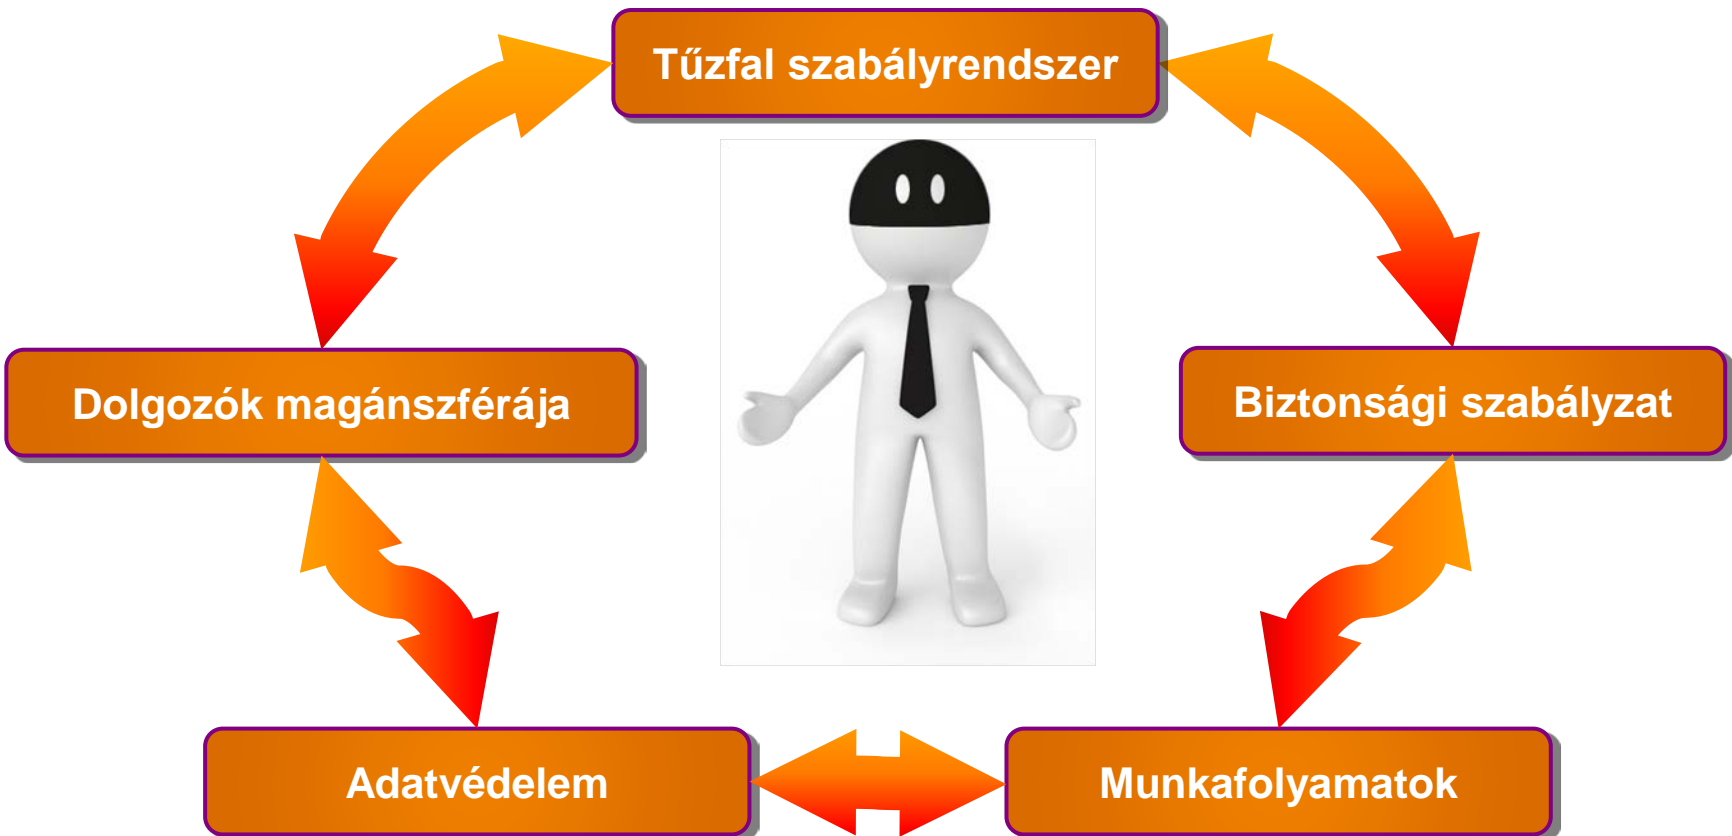 Tűzfal szabályrendszer
Dolgozók magánszférája
Biztonsági szabályzat
Adatvédelem
Munkafolyamatok